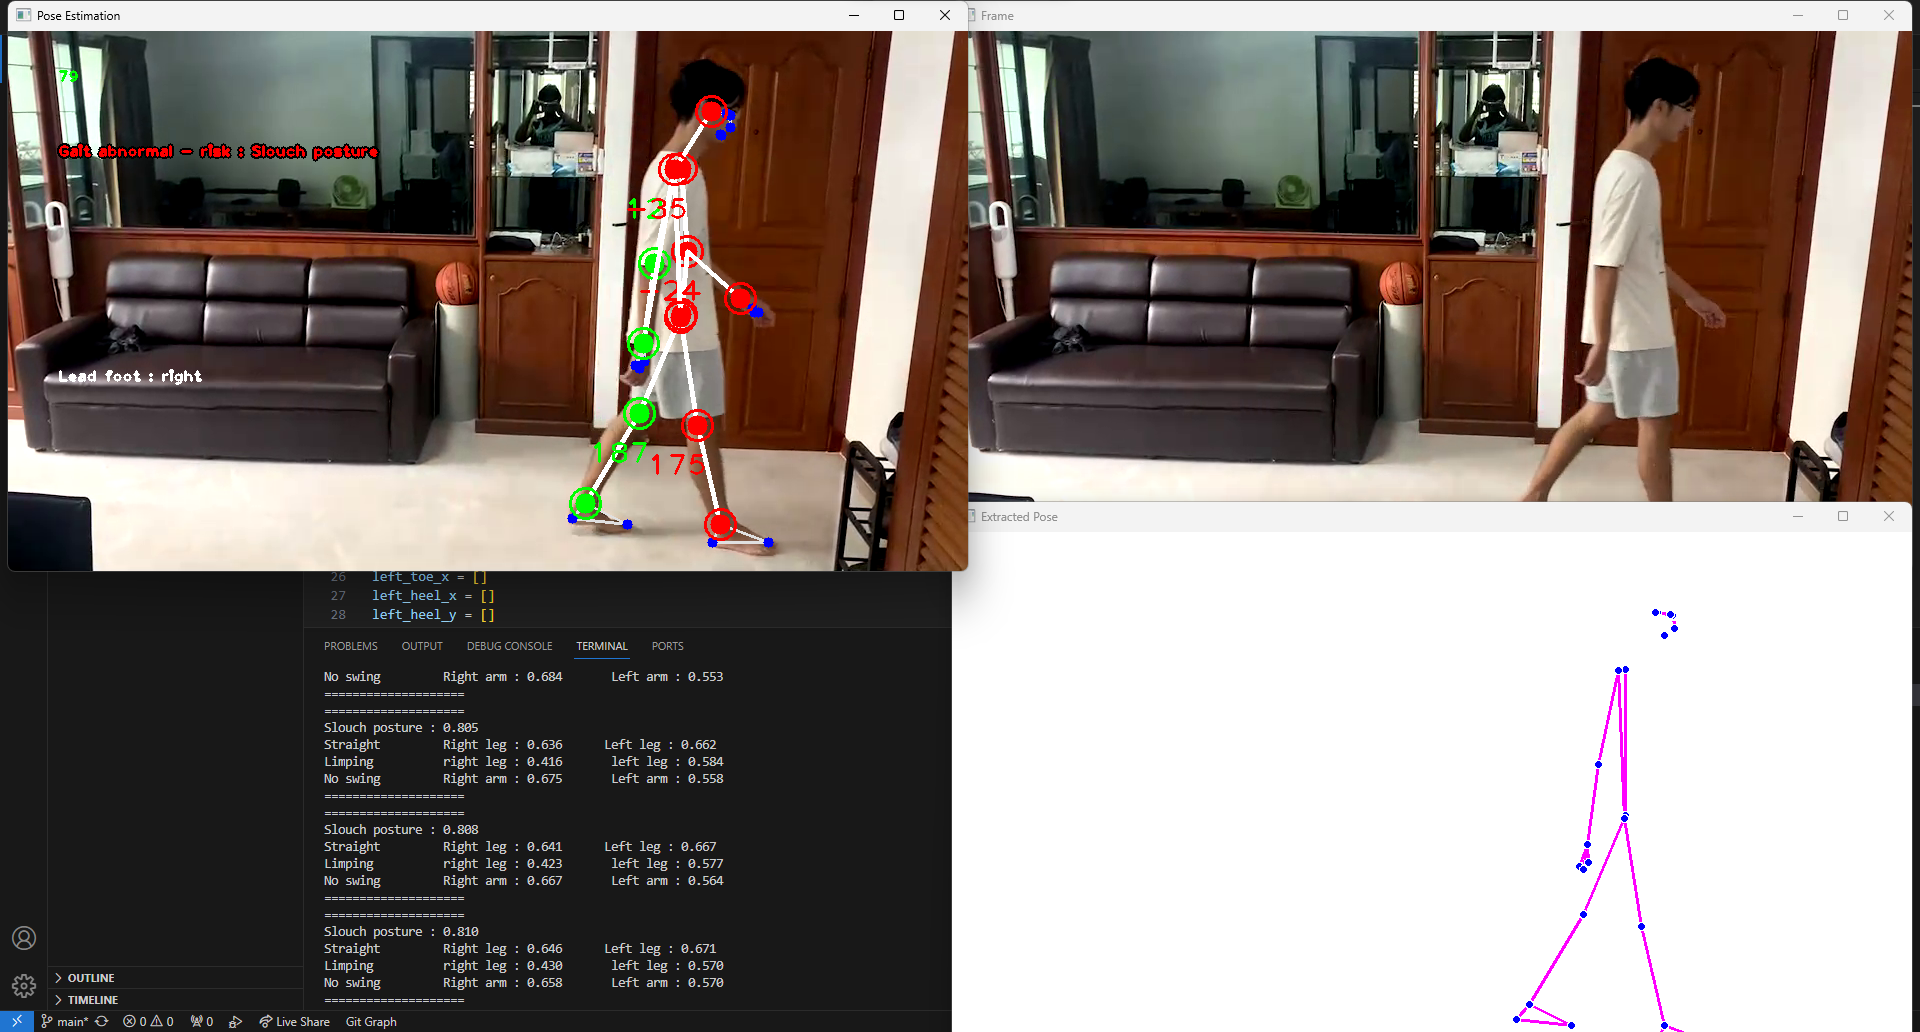 Pose Estimation
79
Gait abnormal - risk : Slouch posture
35
- 24
Lead foot : right
187
175
Frame
Extracted Pose
26 left_toe_x = []
27 left_heel_x = []
28 left_heel_y = []
PROBLEMS OUTPUT DEBUG CONSOLE TERMINAL PORTS
No swing Right arm : 0.684 Left arm : 0.553
====================
====================
Slouch posture : 0.805
Straight Right leg : 0.636 Left leg : 0.662
Limping right leg : 0.416 left leg : 0.584
No swing Right arm : 0.675 Left arm : 0.558
====================
====================
Slouch posture : 0.808
Straight Right leg : 0.641 Left leg : 0.667
Limping right leg : 0.423 left leg : 0.577
No swing Right arm : 0.667 Left arm : 0.564
====================
====================
Slouch posture : 0.810
Straight Right leg : 0.646 Left leg : 0.671
Limping right leg : 0.430 left leg : 0.570
No swing Right arm : 0.658 Left arm : 0.570
====================
OUTLINE
TIMELINE
main* 0 0 0 Live Share Git Graph